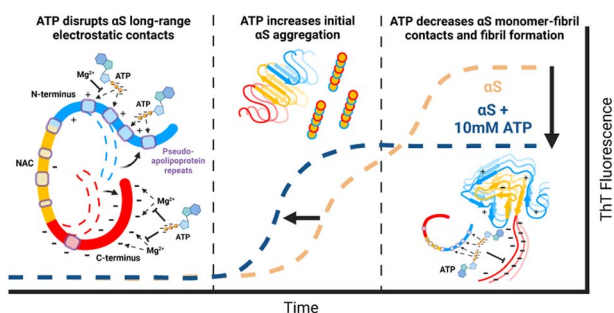 ATP disrupts αS long-range
electrostatic contacts
ATP increases initial
αS aggregation
ATP decreases αS monomer-fibril
contacts and fibril formation
Mg²⁺
ATP
N-terminus
ATP
Pseudo-
apolipoprotein
repeats
NAC
Mg²⁺
ATP
Mg²⁺
C-terminus
αS
αS +
10mM ATP
ATP
ATP
ThT Fluorescence
Time